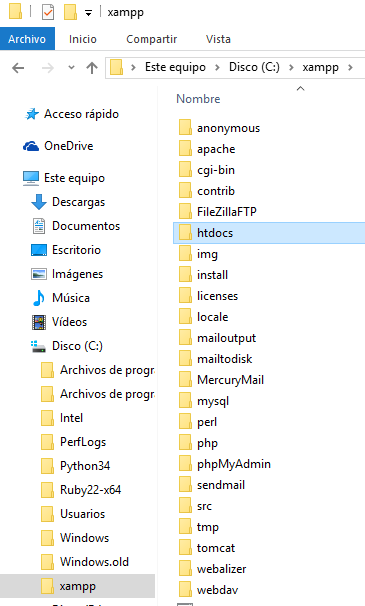 xampp
Archivo Inicio Compartir Vista
Este equipo > Disco (C:) > xampp >
Nombre
Acceso rápido
OneDrive
Este equipo
Descargas
Documentos
Escritorio
Imágenes
Música
Vídeos
Disco (C:)
Archivos de progra
Archivos de progra
Intel
PerfLogs
Python34
Ruby22-x64
Usuarios
Windows
Windows.old
xampp
anonymous
apache
cgi-bin
contrib
FileZillaFTP
htdocs
img
install
licenses
locale
mailoutput
mailtodisk
MercuryMail
mysql
perl
php
phpMyAdmin
sendmail
src
tmp
tomcat
webalizer
webdav